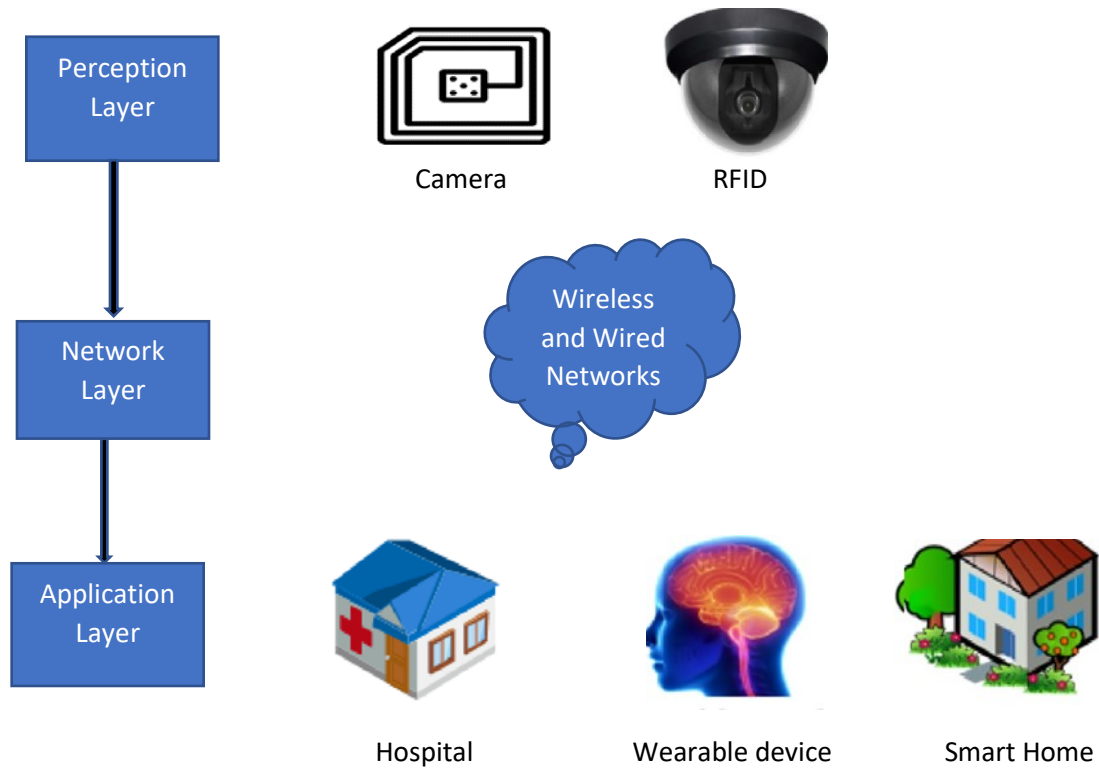 Perception
Layer
Camera
RFID
Wireless
and Wired
Networks
Network
Layer
Application
Layer
Hospital
Wearable device
Smart Home